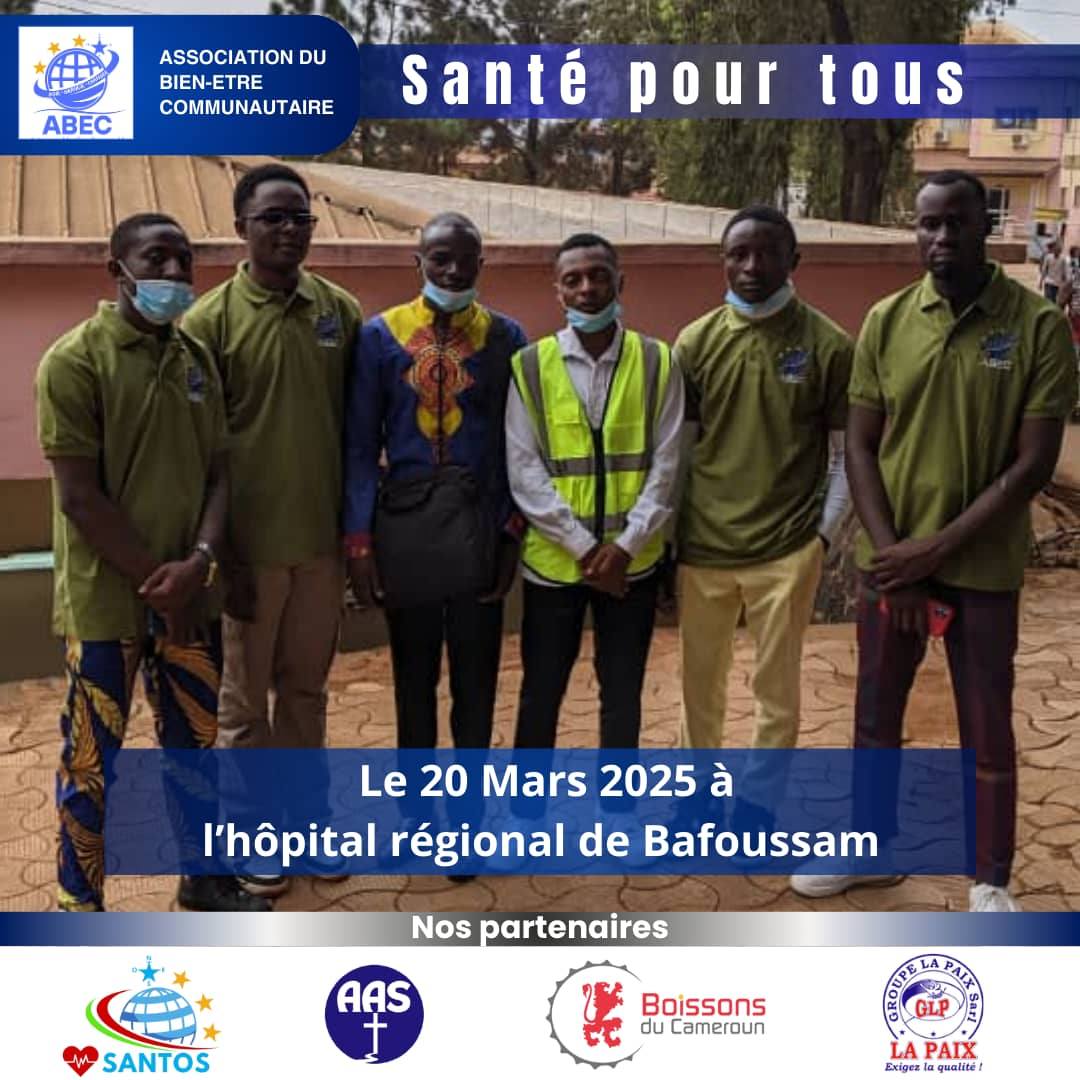 ABEC
ASSOCIATION DU
BIEN-ETRE
COMMUNAUTAIRE
Santé pour tous
Le 20 Mars 2025 à
l’hôpital régional de Bafoussam
Nos partenaires
SANTOS
AAS
Boissons
du Cameroun
GROUPE LA PAIX Sarl
GLP
LA PAIX
Exigez la qualité !